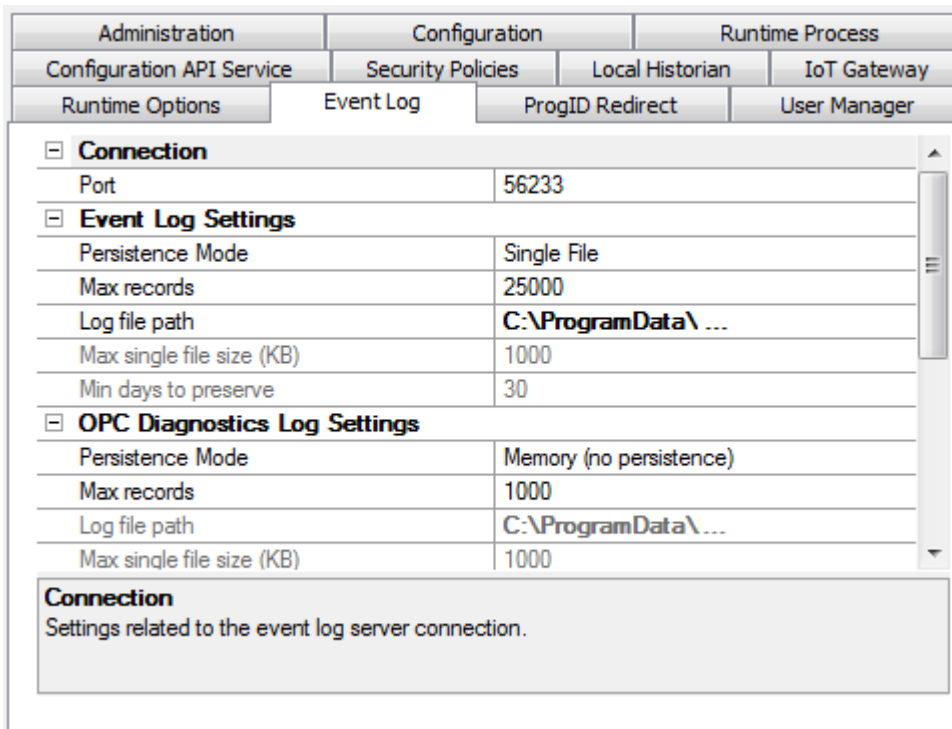 Administration Configuration Runtime Process
Configuration API Service Security Policies Local Historian IoT Gateway
Runtime Options Event Log ProgID Redirect User Manager
Connection
Port 56233
Event Log Settings
Persistence Mode Single File
Max records 25000
Log file path C:\ProgramData\ ...
Max single file size (KB) 1000
Min days to preserve 30
OPC Diagnostics Log Settings
Persistence Mode Memory (no persistence)
Max records 1000
Log file path C:\ProgramData\ ...
Max single file size (KB) 1000
Connection
Settings related to the event log server connection.